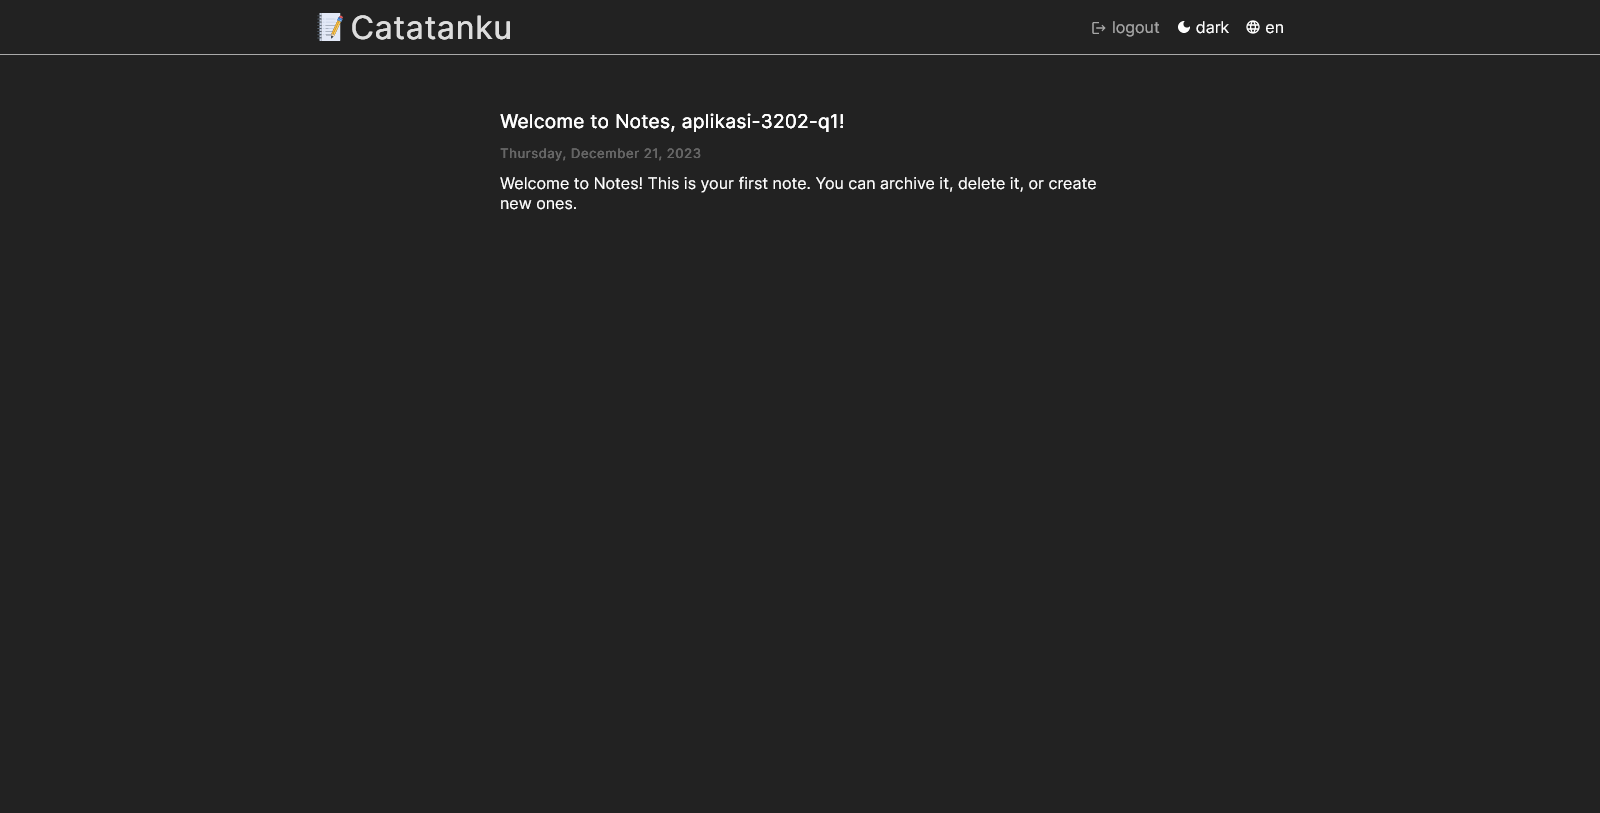 Catatanku
logout dark en
Welcome to Notes, aplikasi-3202-q1!
Thursday, December 21, 2023
Welcome to Notes! This is your first note. You can archive it, delete it, or create
new ones.